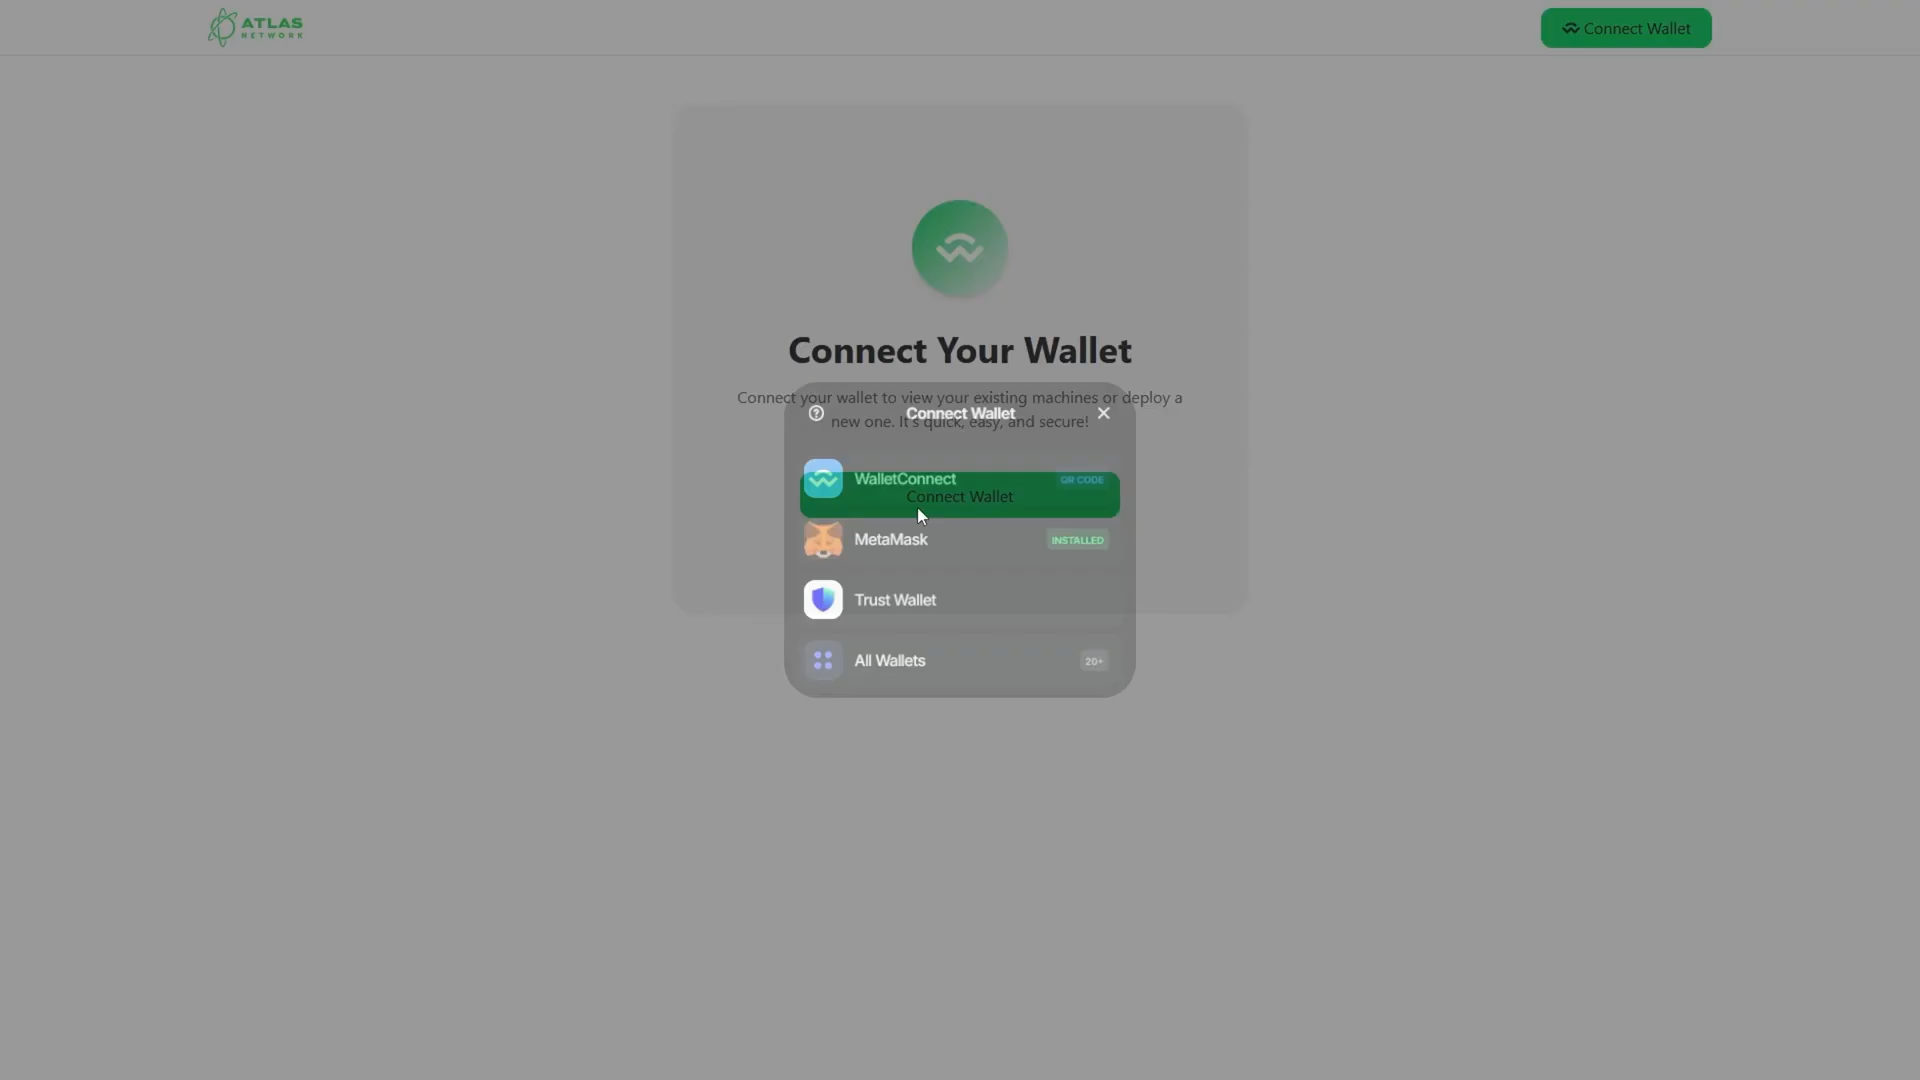 ATLAS
NETWORK
Connect Wallet
Connect Your Wallet
Connect your wallet to view your existing machines or deploy a
new one. It's quick, easy, and secure!
Connect Wallet
WalletConnect QR CODE
Connect Wallet
MetaMask INSTALLED
Trust Wallet
All Wallets 20+